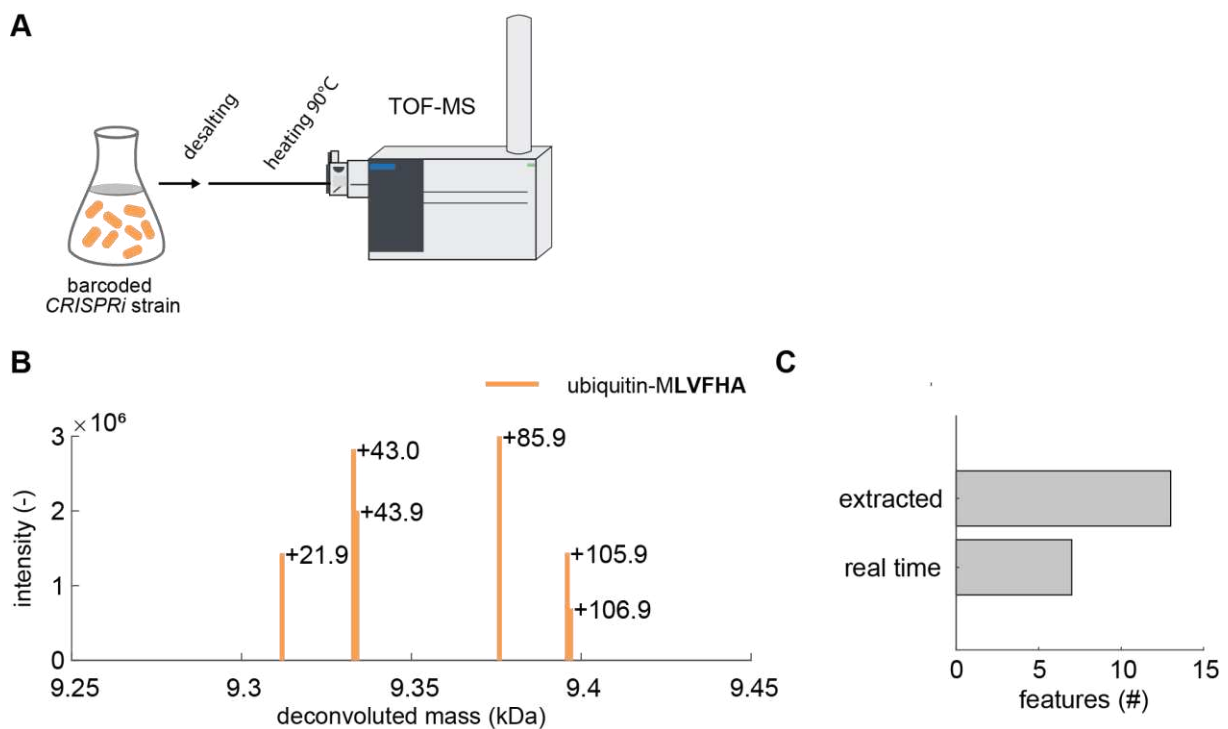 A
desalting
heating 90°C
TOF-MS
barcoded
CRISPRi strain
B
ubiquitin-MLVFHA
×10⁶
3
2
1
0
intensity (-)
+21.9
+43.0
+43.9
+85.9
+105.9
+106.9
9.25
9.3
9.35
9.4
9.45
deconvoluted mass (kDa)
C
extracted
real time
0
5
10
15
features (#)